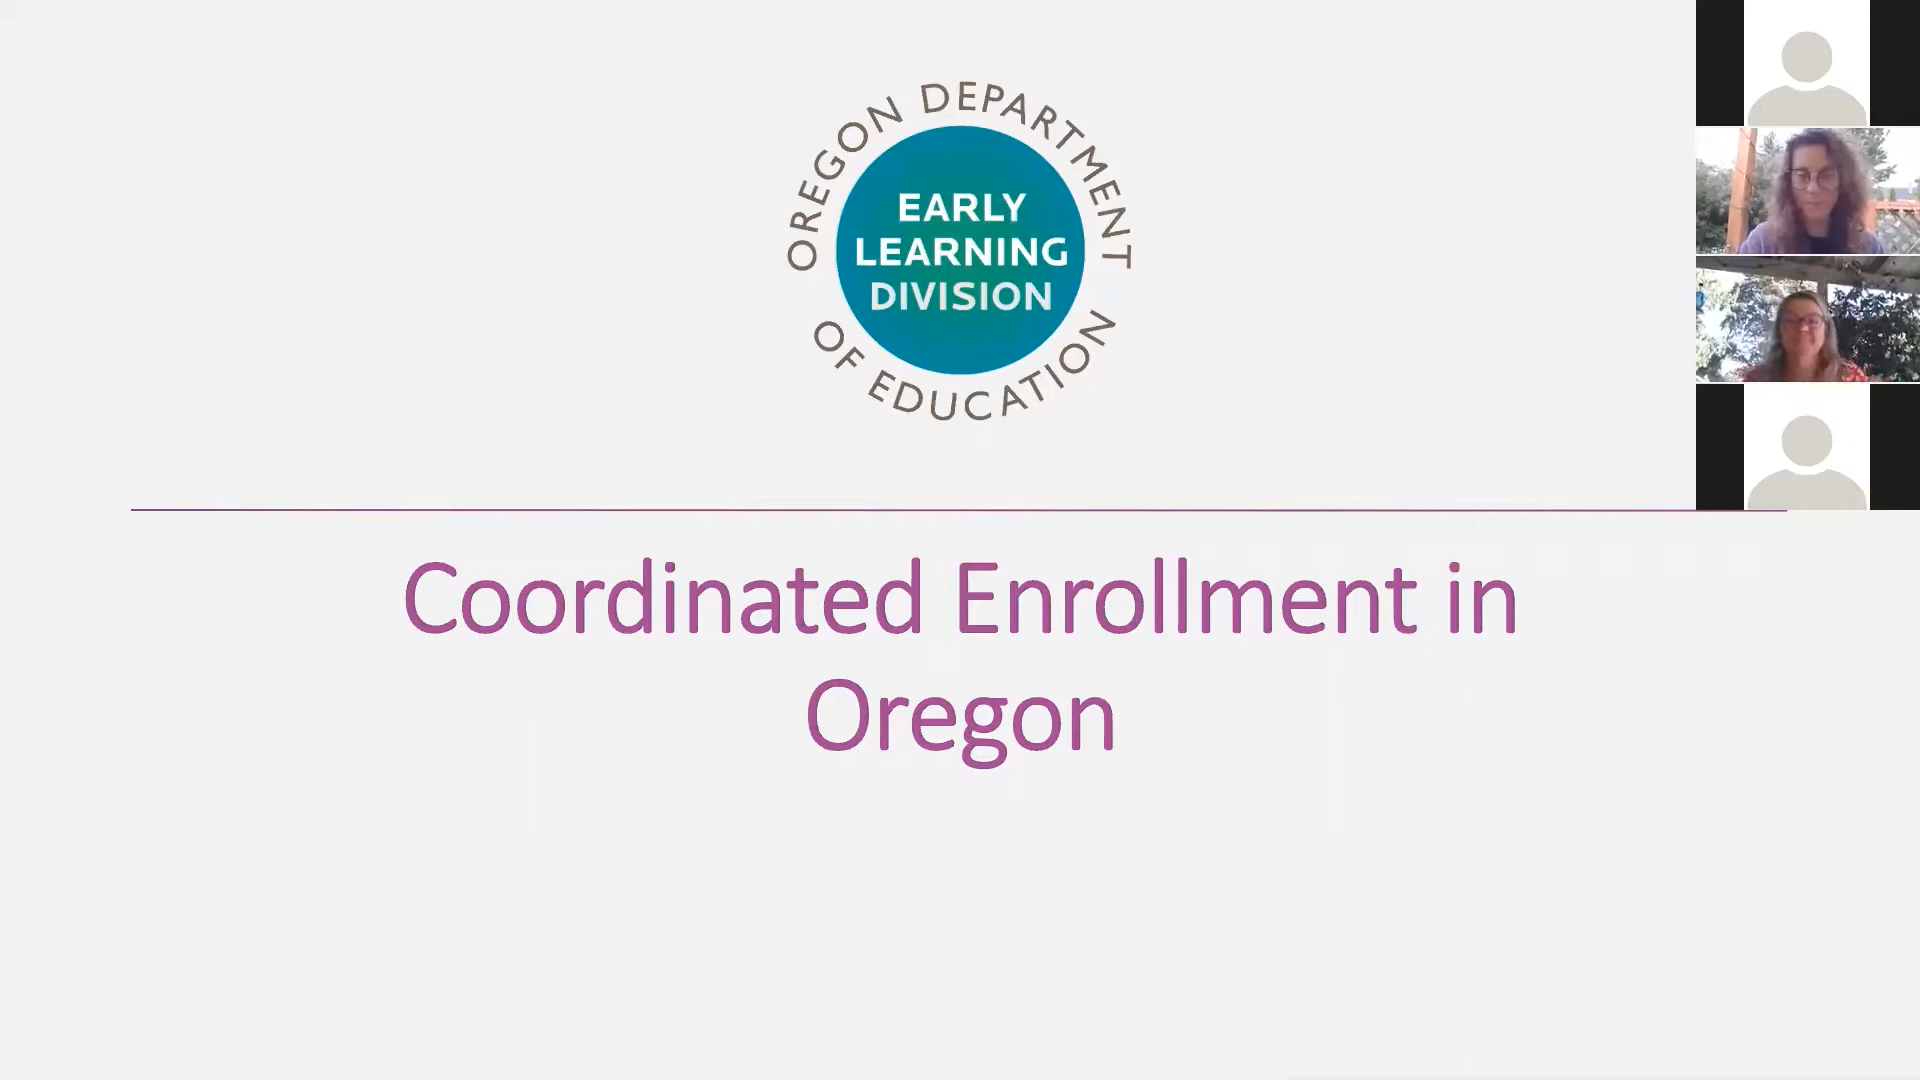 OREGON DEPARTMENT
OF EDUCATION
EARLY
LEARNING
DIVISION
Coordinated Enrollment in
Oregon